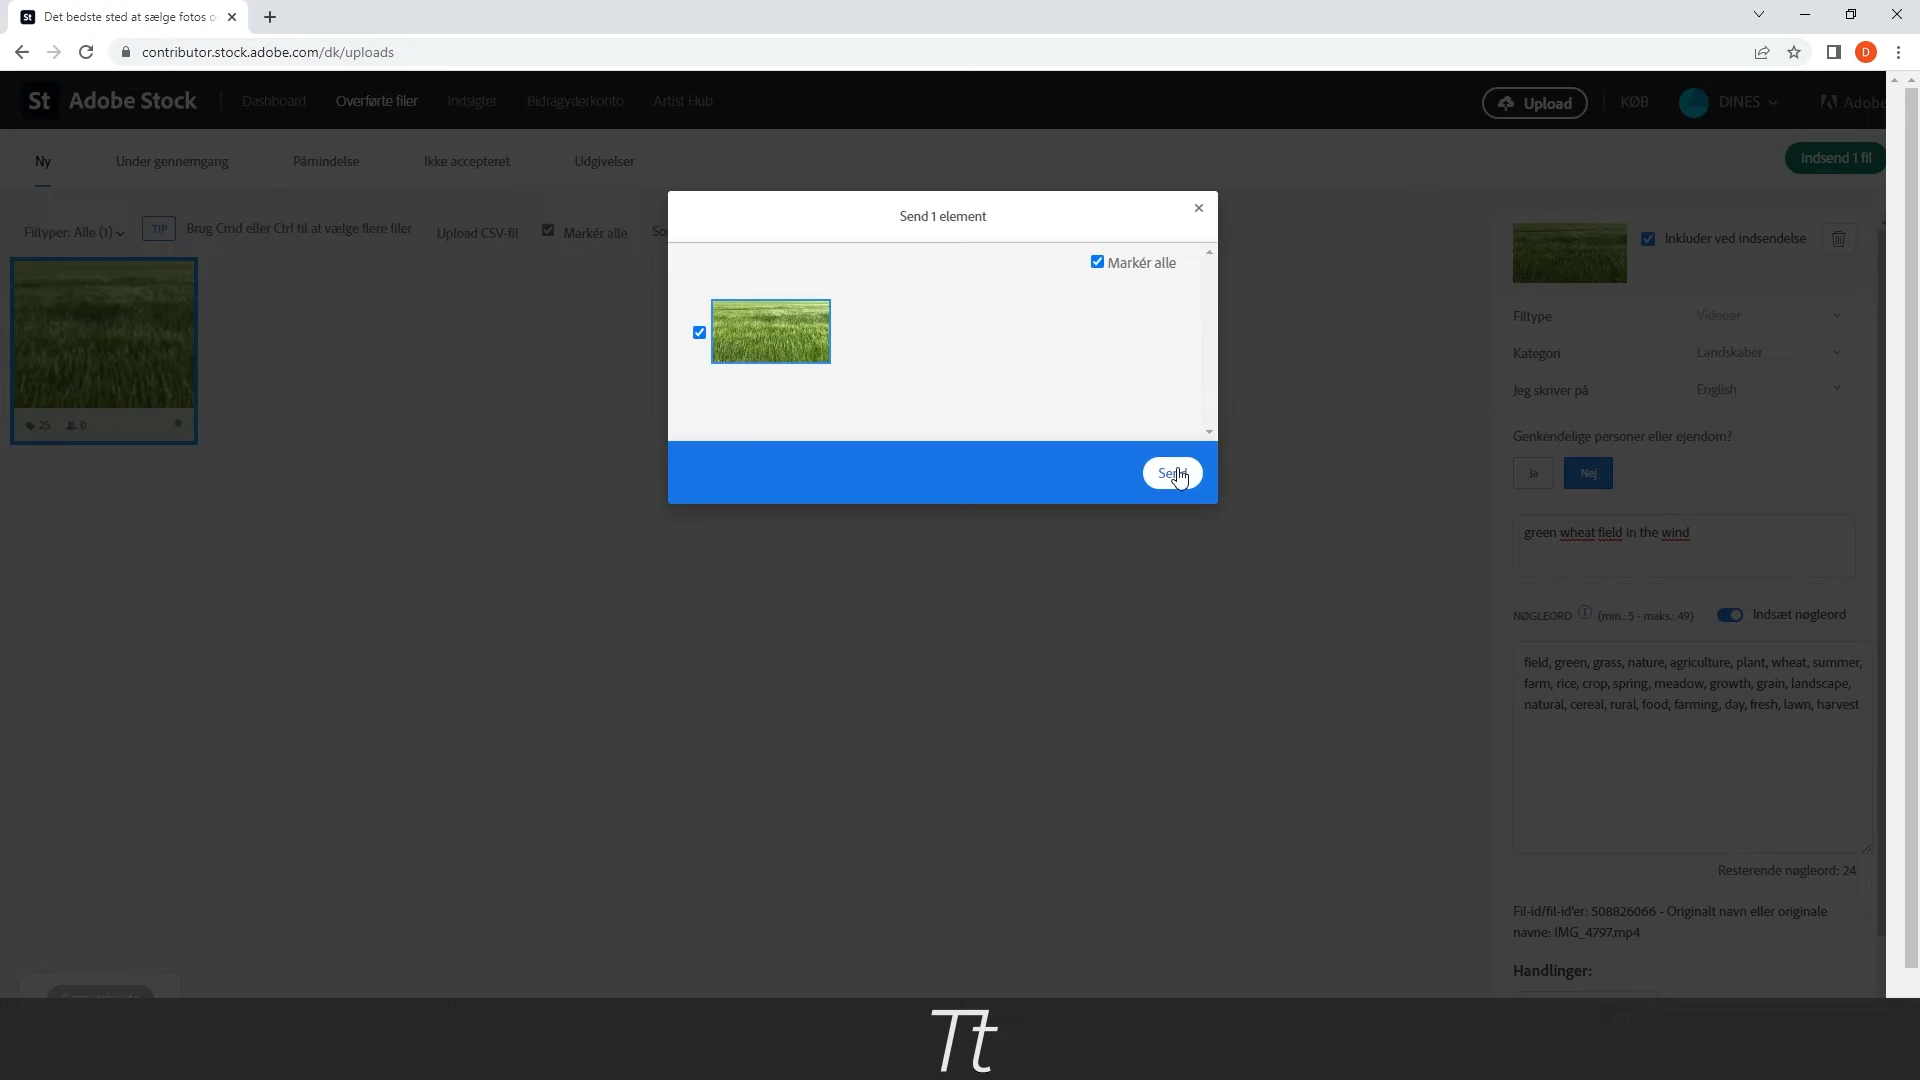 St Det bedste sted at sælge fotos o
contributor.stock.adobe.com/dk/uploads
D
St Adobe Stock Dashboard Overførte filer Indsigter Bidragyderkonto Artist Hub Upload KØB DINES Adobe
Ny Under gennemgang Påmindelse Ikke accepteret Udgivelser Indsend 1 fil
Filtyper: Alle (1) TIP Brug Cmd eller Ctrl til at vælge flere filer Upload CSV-fil Markér alle So
25 0
Send 1 element
Markér alle
Send
Inkluder ved indsendelse
Filtype Videoer
Kategori Landskaber
Jeg skriver på English
Genkendelige personer eller ejendom?
Ja Nej
green wheat field in the wind
NØGLEORD (min.: 5 - maks.: 49) Indsæt nøgleord
field, green, grass, nature, agriculture, plant, wheat, summer,
farm, rice, crop, spring, meadow, growth, grain, landscape,
natural, cereal, rural, food, farming, day, fresh, lawn, harvest
Resterende nøgleord: 24
Fil-id/fil-id'er: 508826066 - Originalt navn eller originale
navne: IMG_4797.mp4
Handlinger:
Tt